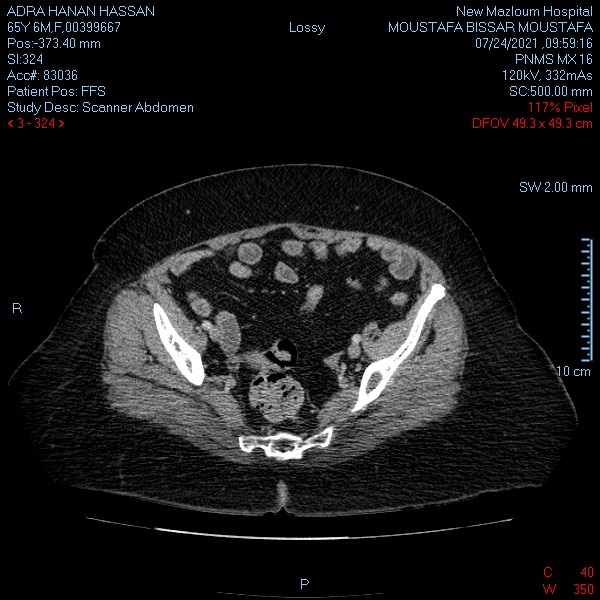 ADRA HANAN HASSAN
65Y 6M,F,00399667
Pos:-373.40 mm
SI:324
Acc#: 83036
Patient Pos: FFS
Study Desc: Scanner Abdomen
< 3 - 324 >
Lossy
New Mazloum Hospital
MOUSTAFA BISSAR MOUSTAFA
07/24/2021 ,09:59:16
PNMS MX 16
120kV, 332mAs
SC:500.00 mm
117% Pixel
DFOV 49.3 x 49.3 cm
SW 2.00 mm
R
10 cm
P
C 40
W 350